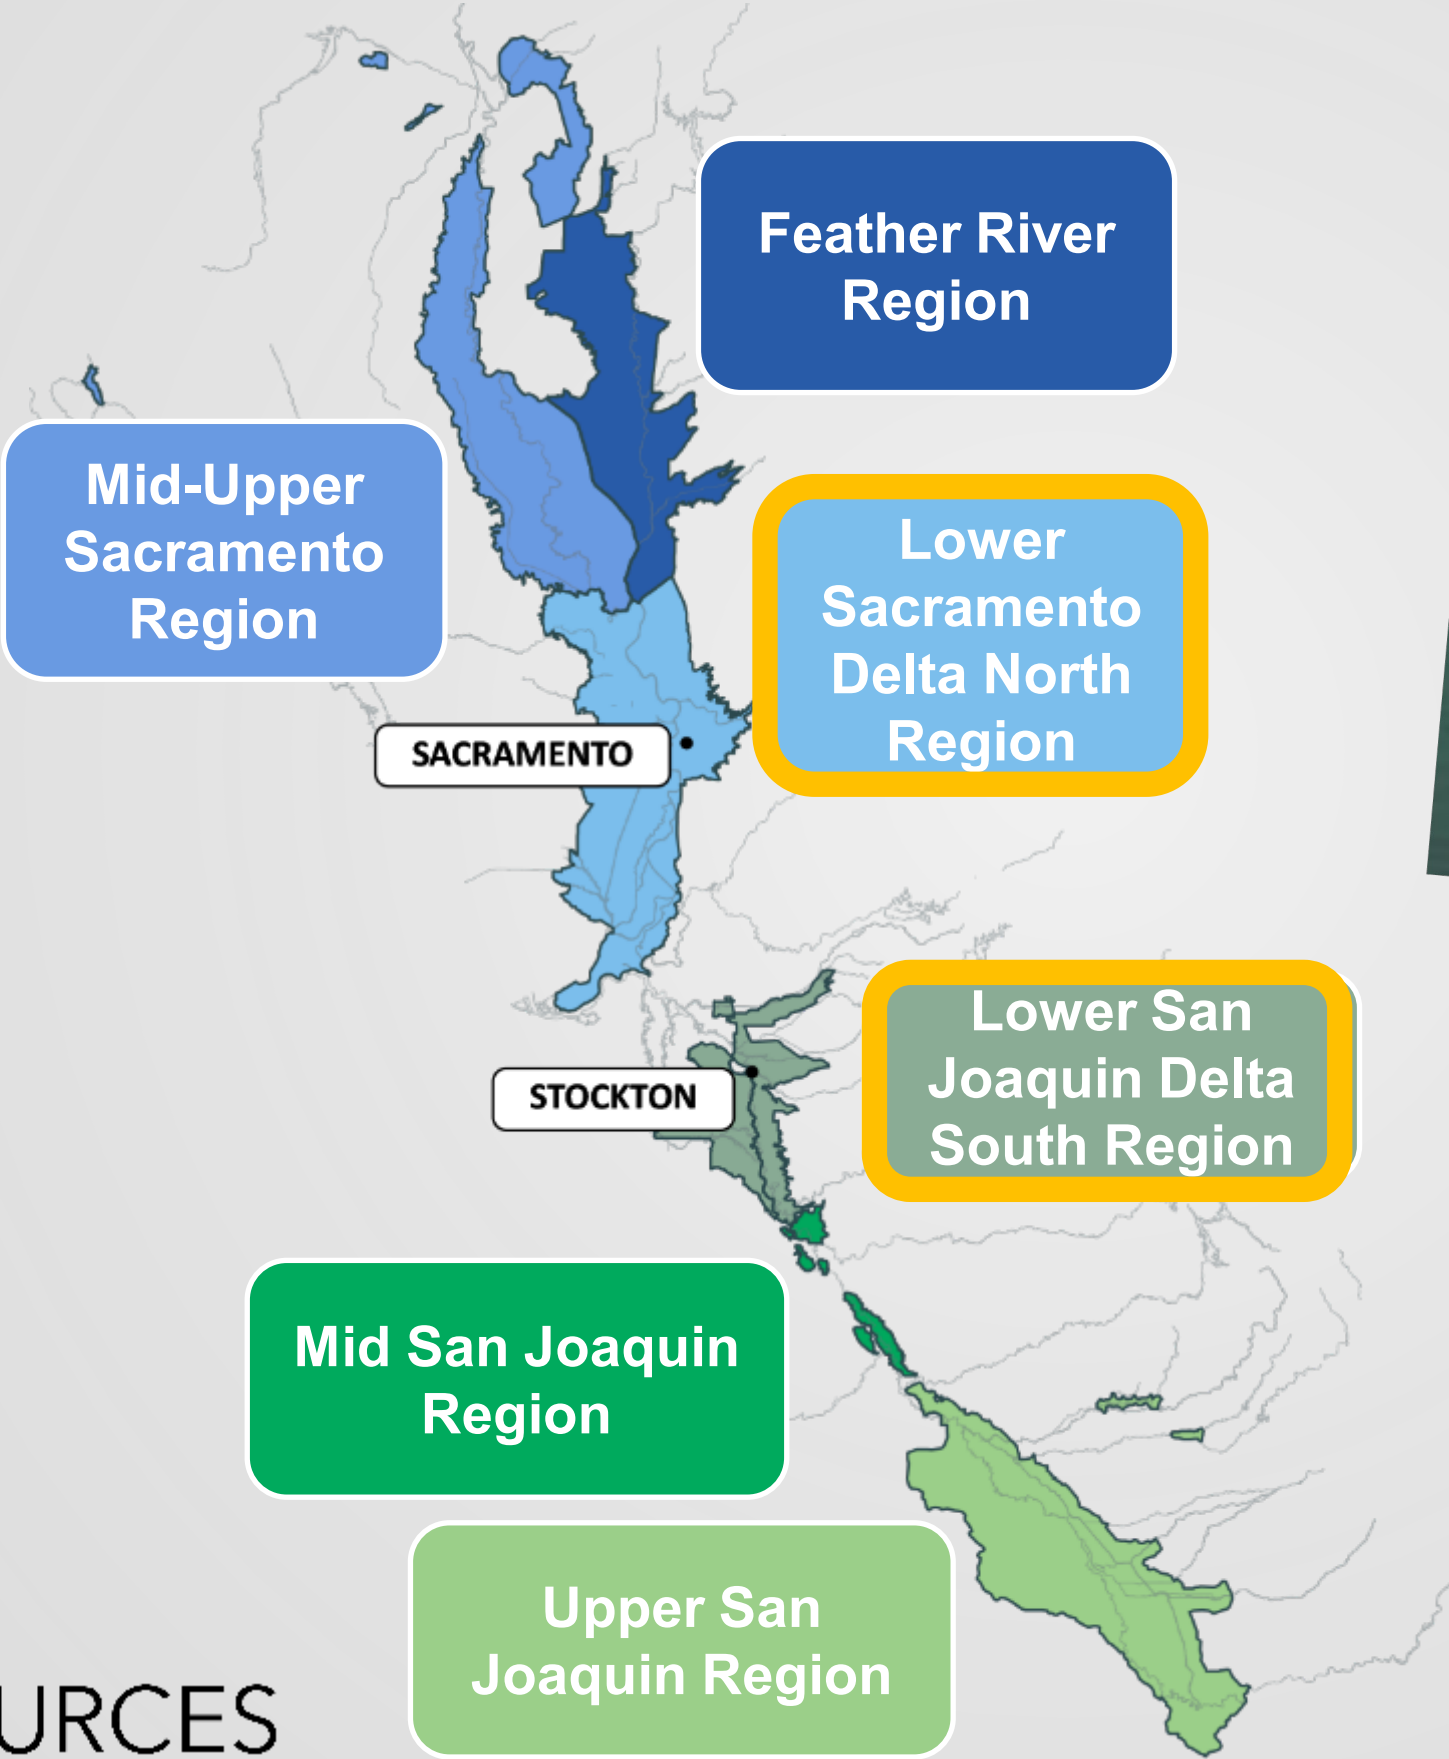 Feather River
Region
Mid-Upper
Sacramento
Region
Lower
Sacramento
Delta North
Region
SACRAMENTO
Lower San
Joaquin Delta
South Region
STOCKTON
Mid San Joaquin
Region
Upper San
Joaquin Region
URCES